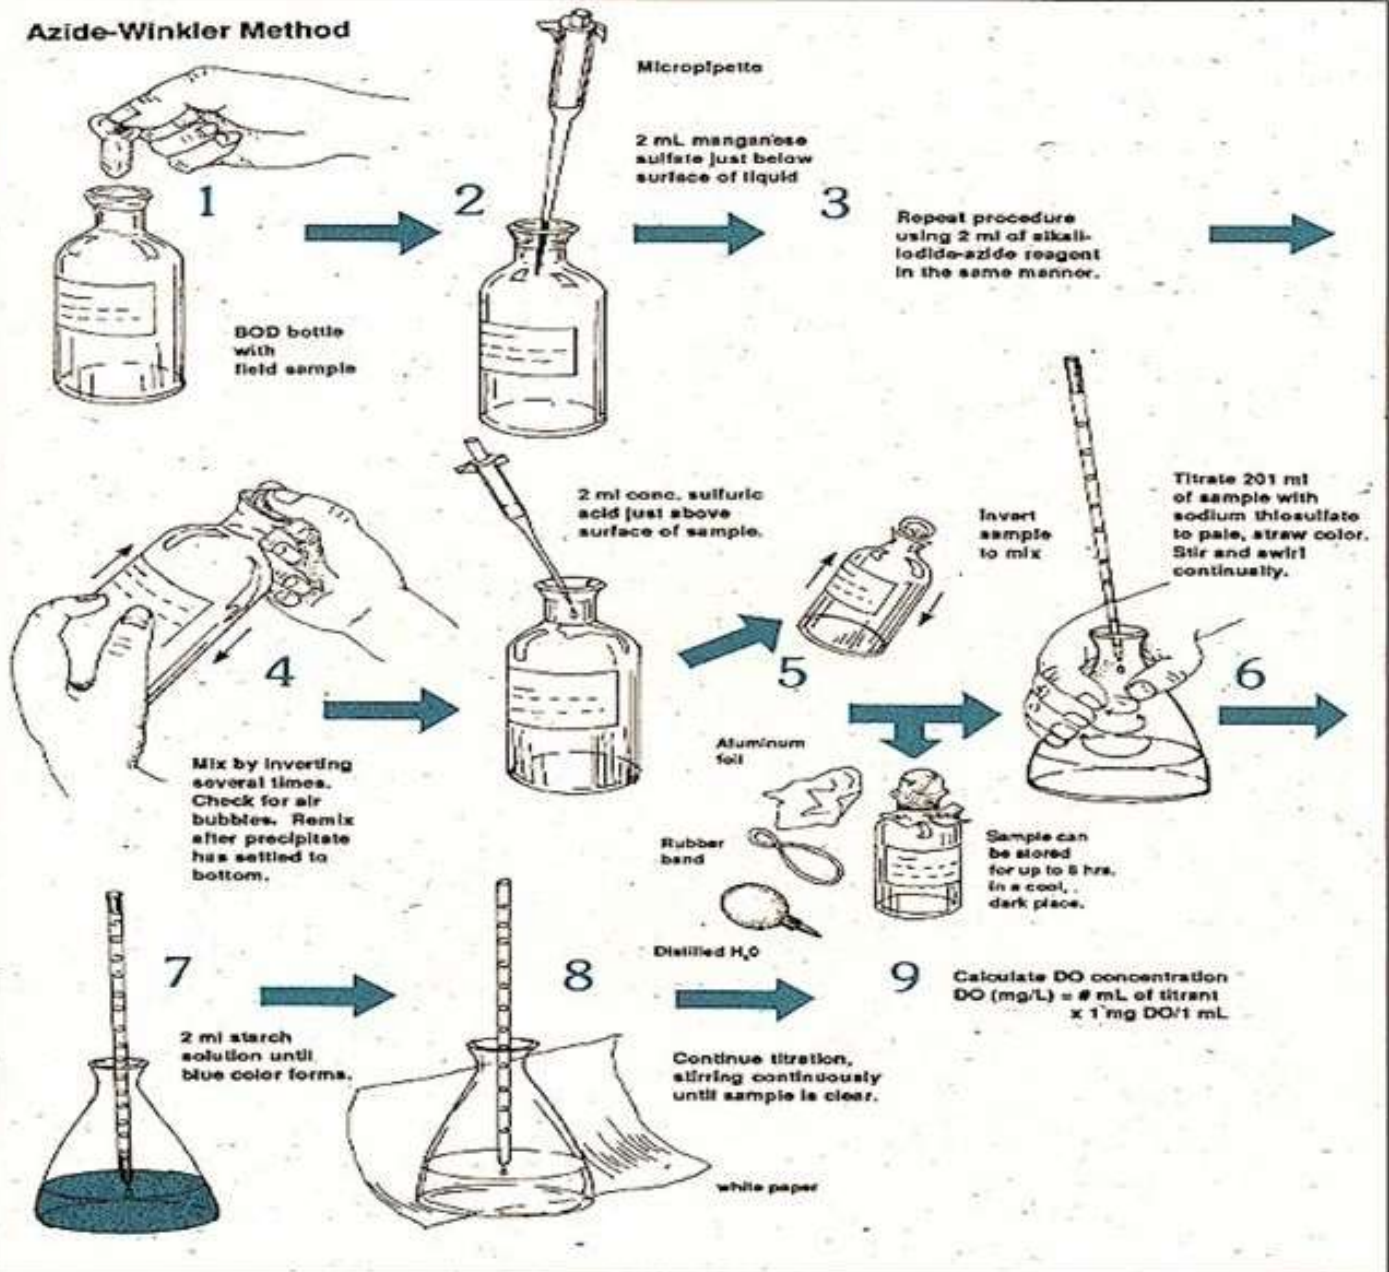 Azide-Winkler Method
Micropipette
2 mL manganese
sulfate just below
surface of liquid
1
2
3
Repeat procedure
using 2 ml of alkali-
iodide-azide reagent
in the same manner.
BOD bottle
with
field sample
2 ml conc. sulfuric
acid just above
surface of sample.
Invert
sample
to mix
Titrate 201 ml
of sample with
sodium thiosulfate
to pale, straw color.
Stir and swirl
continually.
4
5
6
Mix by inverting
several times.
Check for air
bubbles. Remix
after precipitate
has settled to
bottom.
Aluminum
foil
Rubber
band
Distilled H₂O
Sample can
be stored
for up to 8 hrs.
in a cool,
dark place.
7
2 ml starch
solution until
blue color forms.
8
Continue titration,
stirring continuously
until sample is clear.
white paper
9
Calculate DO concentration
DO (mg/L) = # mL of titrant
x 1 mg DO/1 mL